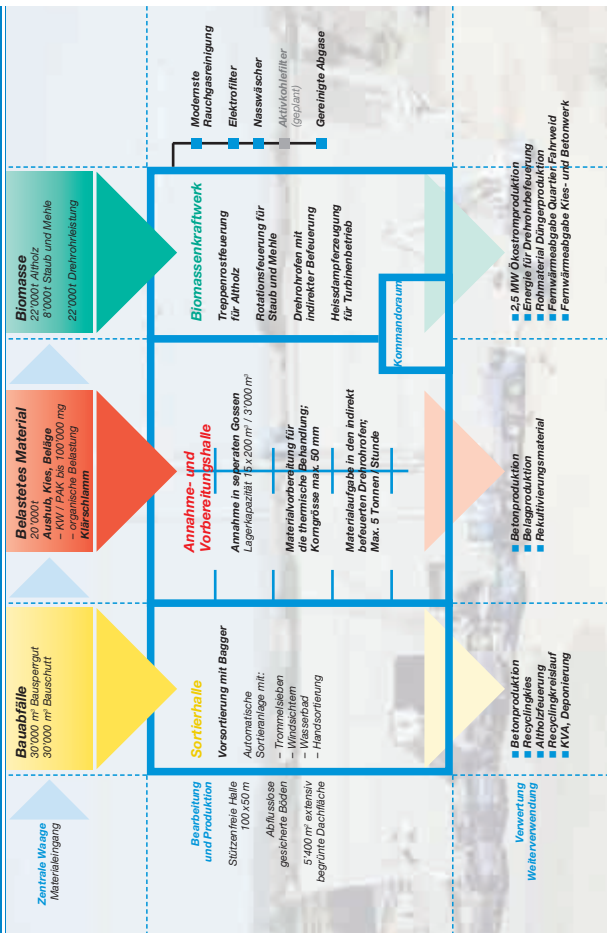 Zentrale Waage
Materialeingang
Bauabfälle
30'000 m³ Bausperrgut
30'000 m³ Bauschutt
Belastetes Material
20'000t
Aushub, Kies, Beläge
– KW / PAK bis 100'000 mg
– organische Belastung
Klärschlamm
Biomasse
22'000t Altholz
8'000t Staub und Mehle
22'000t Drehrohrleistung
Bearbeitung
und Produktion
Stützenfreie Halle
100 x 50 m
Abflusslose
gesicherte Böden
5'400 m² extensiv
begrünte Dachfläche
Sortierhalle
Vorsortierung mit Bagger
Automatische
Sortieranlage mit:
– Trommelsieben
– Windsichtern
– Wasserbad
– Handsortierung
Annahme- und
Vorbereitungshalle
Annahme in seperaten Gossen
Lagerkapazität 15 x 200 m³ / 3'000 m³
Materialvorbereitung für
die thermische Behandlung;
Korngrösse max. 50 mm
Materialaufgabe in den indirekt
befeuerten Drehrohrofen;
Max. 5 Tonnen / Stunde
Kommandoraum
Biomassenkraftwerk
Treppenrostfeuerung
für Altholz
Rotationsfeuerung für
Staub und Mehle
Drehrohrofen mit
indirekter Befeuerung
Heissdampferzeugung
für Turbinenbetrieb
Modernste
Rauchgasreinigung
Elektrofilter
Nasswäscher
Aktivkohlefilter
(geplant)
Gereinigte Abgase
Verwertung
Weiterverwendung
Betonproduktion
Recyclingkies
Altholzfeuerung
Recyclingkreislauf
KVA, Deponierung
Betonproduktion
Belagproduktion
Rekultivierungsmaterial
2,5 MW Ökostromproduktion
Energie für Drehrohrbefeuerung
Rohmaterial Düngerproduktion
Fernwärmeabgabe Quartier Fahrweid
Fernwärmeabgabe Kies- und Betonwerk